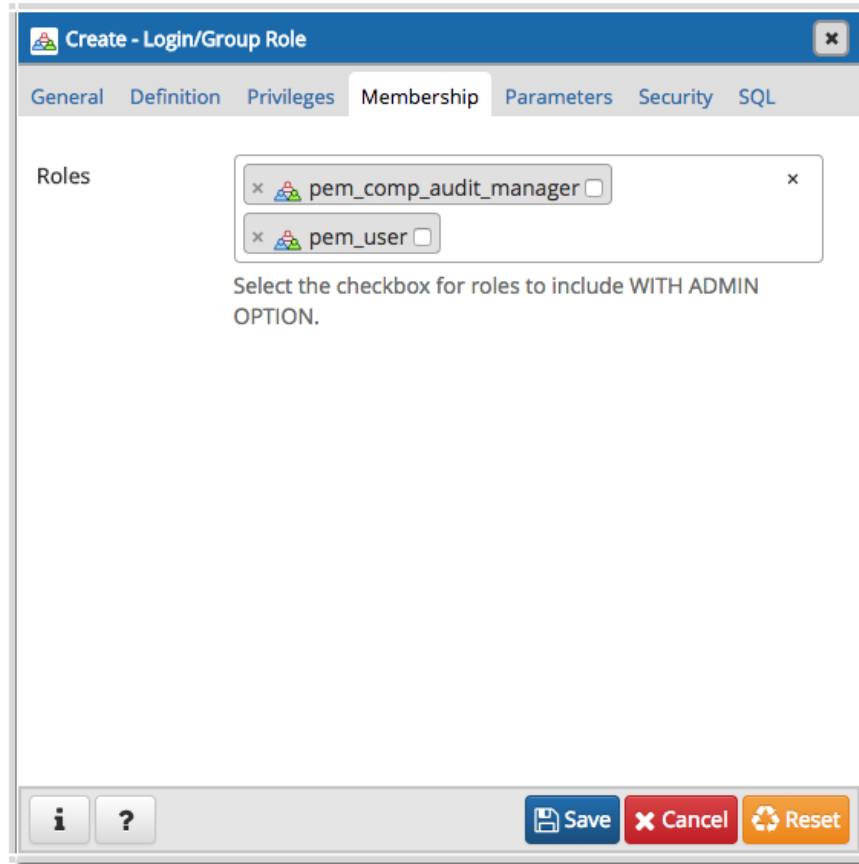 Create - Login/Group Role
General Definition Privileges Membership Parameters Security SQL
Roles
pem_comp_audit_manager
pem_user
Select the checkbox for roles to include WITH ADMIN
OPTION.
i ? Save Cancel Reset